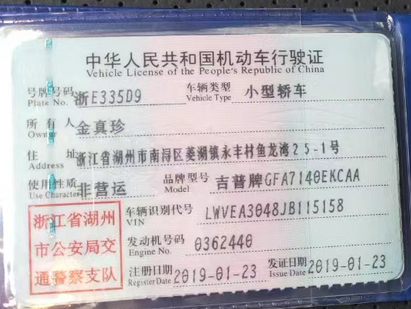 中华人民共和国机动车行驶证
Vehicle License of the People's Republic of China
号牌号码 Plate No. 浙E335D9 车辆类型 Vehicle Type 小型轿车
所有人 Owner 金真珍
住址 Address 浙江省湖州市南浔区菱湖镇永丰村鱼龙湾25-1号
使用性质 Use Character 非营运 品牌型号 Model 吉普牌GFA7140EKCAA
车辆识别代号 VIN LWVEA3048JB115158
发动机号码 Engine No. 0362440
注册日期 Register Date 2019-01-23 发证日期 Issue Date 2019-01-23
浙江省湖州
市公安局交
通警察支队